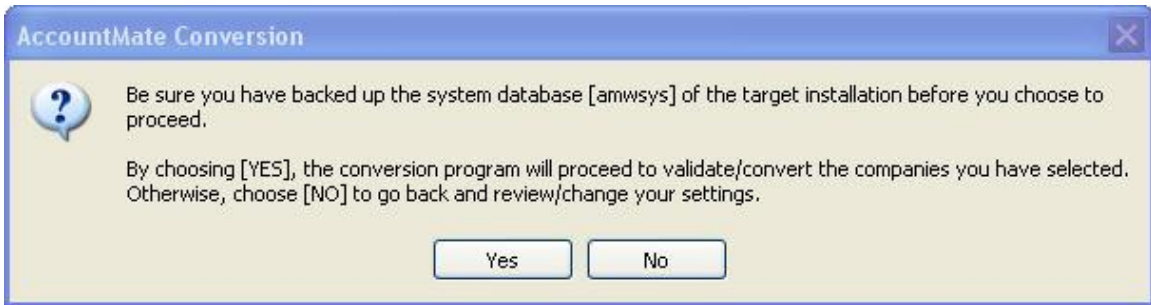 AccountMate Conversion
Be sure you have backed up the system database [amwsys] of the target installation before you choose to
proceed.
By choosing [YES], the conversion program will proceed to validate/convert the companies you have selected.
Otherwise, choose [NO] to go back and review/change your settings.
Yes No